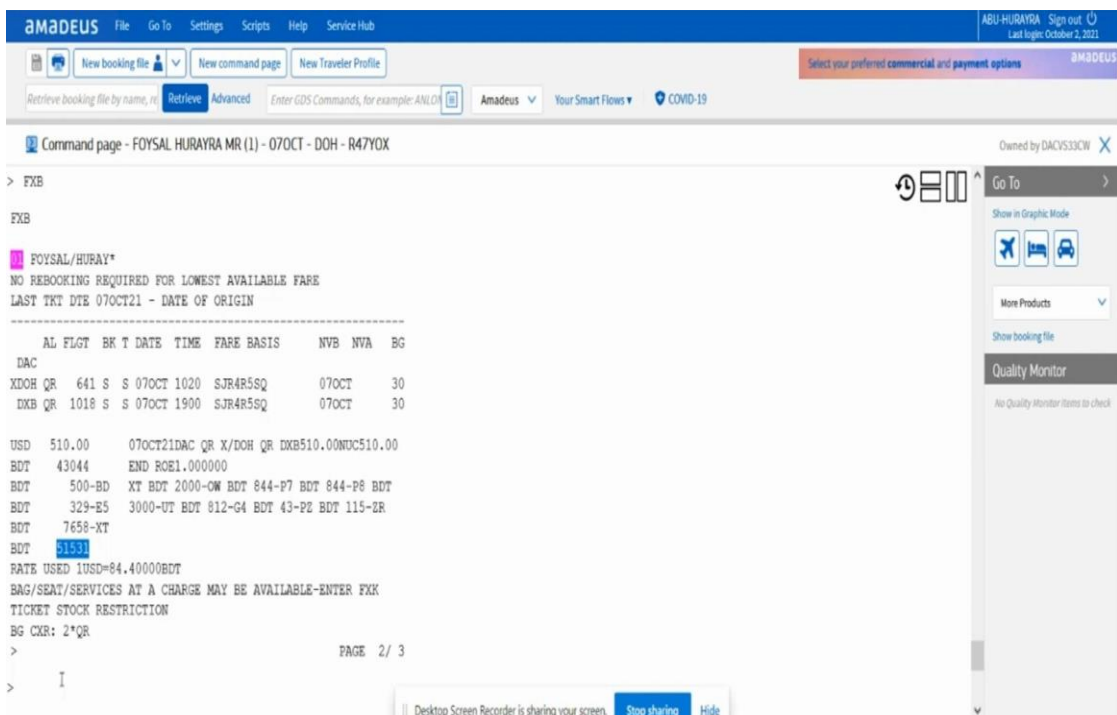 aмaDEUS File Go To Settings Scripts Help Service Hub
ABU-HURAYRA Sign out
Last login: October 2, 2021
New booking file New command page New Traveler Profile
Select your preferred commercial and payment options
aмaDEUS
Retrieve booking file by name, re Retrieve Advanced Enter GDS Commands, for example: ANLON Amadeus Your Smart Flows COVID-19
Command page - FOYSAL HURAYRA MR (1) - 07OCT - DOH - R47YOX
Owned by DACVS33CW X
> FXB
FXB
01 FOYSAL/HURAY*
NO REBOOKING REQUIRED FOR LOWEST AVAILABLE FARE
LAST TKT DTE 07OCT21 - DATE OF ORIGIN
------------------------------------------------------------
AL FLGT BK T DATE TIME FARE BASIS NVB NVA BG
DAC
XDOH QR 641 S S 07OCT 1020 SJR4R5SQ 07OCT 30
DXB QR 1018 S S 07OCT 1900 SJR4R5SQ 07OCT 30
USD 510.00 07OCT21DAC QR X/DOH QR DXB510.00NUC510.00
BDT 43044 END ROE1.000000
BDT 500-BD XT BDT 2000-OW BDT 844-P7 BDT 844-P8 BDT
BDT 329-E5 3000-UT BDT 812-G4 BDT 43-PZ BDT 115-ZR
BDT 7658-XT
BDT 51531
RATE USED 1USD=84.40000BDT
BAG/SEAT/SERVICES AT A CHARGE MAY BE AVAILABLE-ENTER FXK
TICKET STOCK RESTRICTION
BG CXR: 2*QR
> PAGE 2/ 3
>
Go To >
Show in Graphic Mode
More Products
Show booking file
Quality Monitor
No Quality Monitor items to check
Desktop Screen Recorder is sharing your screen. Stop sharing Hide